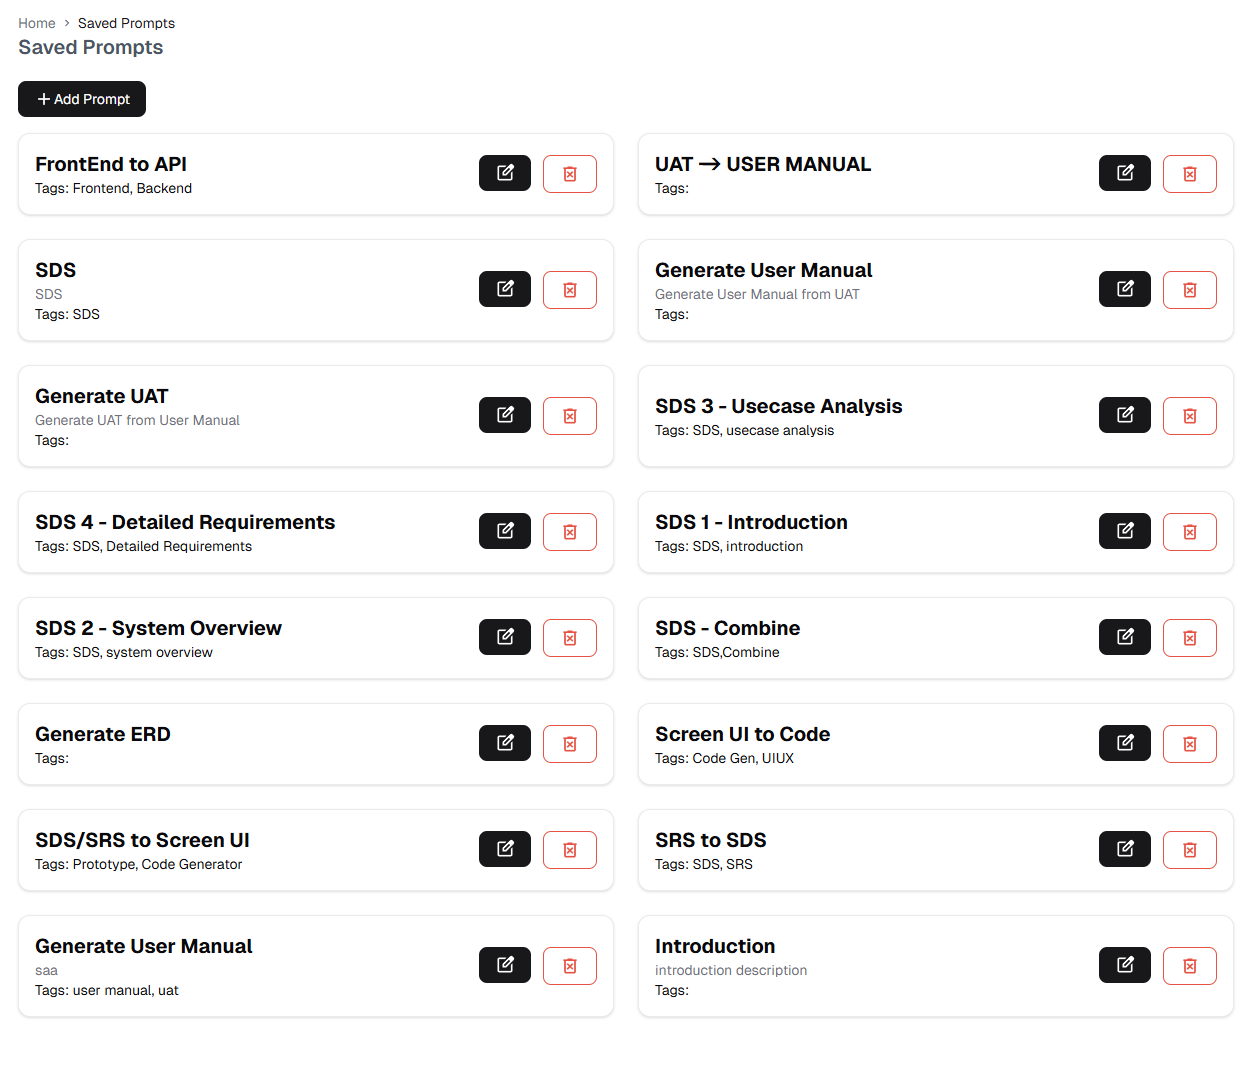 Home > Saved Prompts
Saved Prompts
+ Add Prompt
FrontEnd to API
Tags: Frontend, Backend
UAT → USER MANUAL
Tags:
SDS
SDS
Tags: SDS
Generate User Manual
Generate User Manual from UAT
Tags:
Generate UAT
Generate UAT from User Manual
Tags:
SDS 3 - Usecase Analysis
Tags: SDS, usecase analysis
SDS 4 - Detailed Requirements
Tags: SDS, Detailed Requirements
SDS 1 - Introduction
Tags: SDS, introduction
SDS 2 - System Overview
Tags: SDS, system overview
SDS - Combine
Tags: SDS,Combine
Generate ERD
Tags:
Screen UI to Code
Tags: Code Gen, UIUX
SDS/SRS to Screen UI
Tags: Prototype, Code Generator
SRS to SDS
Tags: SDS, SRS
Generate User Manual
saa
Tags: user manual, uat
Introduction
introduction description
Tags: